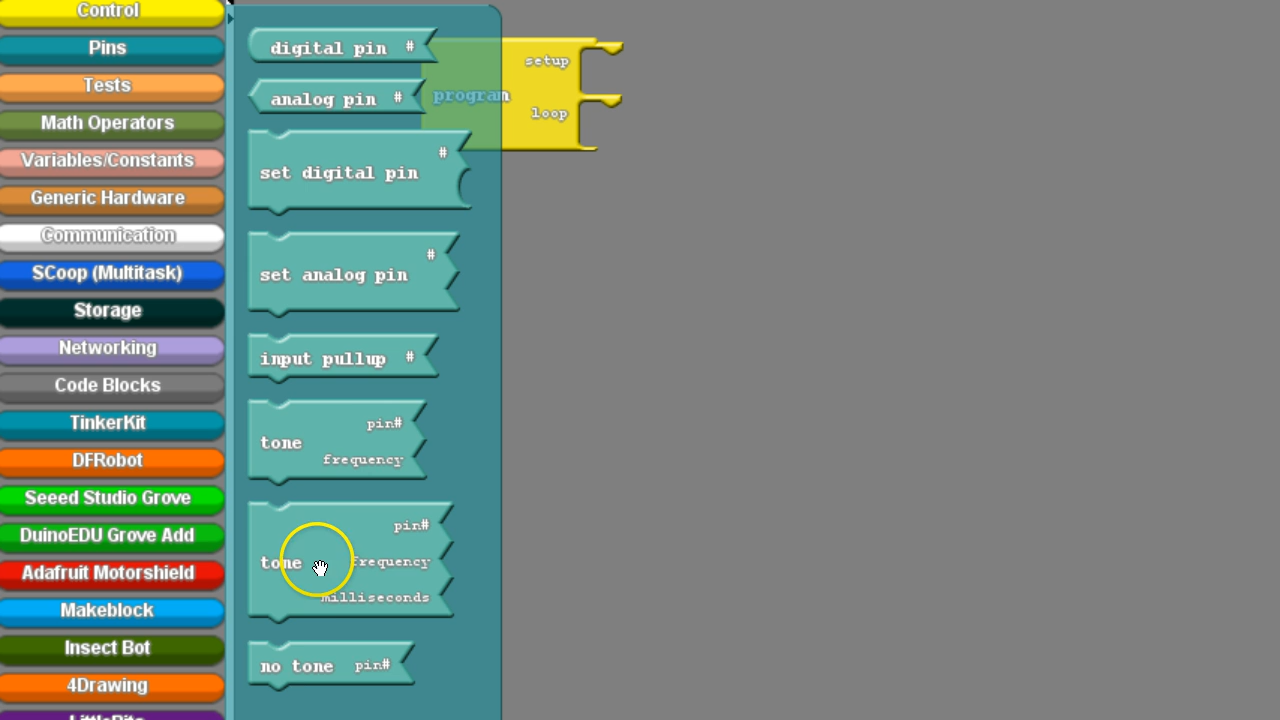 Control
Pins
Tests
Math Operators
Variables/Constants
Generic Hardware
Communication
SCoop (Multitask)
Storage
Networking
Code Blocks
TinkerKit
DFRobot
Seeed Studio Grove
DuinoEDU Grove Add
Adafruit Motorshield
Makeblock
Insect Bot
4Drawing
LittleBits
digital pin #
analog pin #
set digital pin #
set analog pin #
input pullup #
tone pin#
frequency
tone pin#
frequency
milliseconds
no tone pin#
program
setup
loop